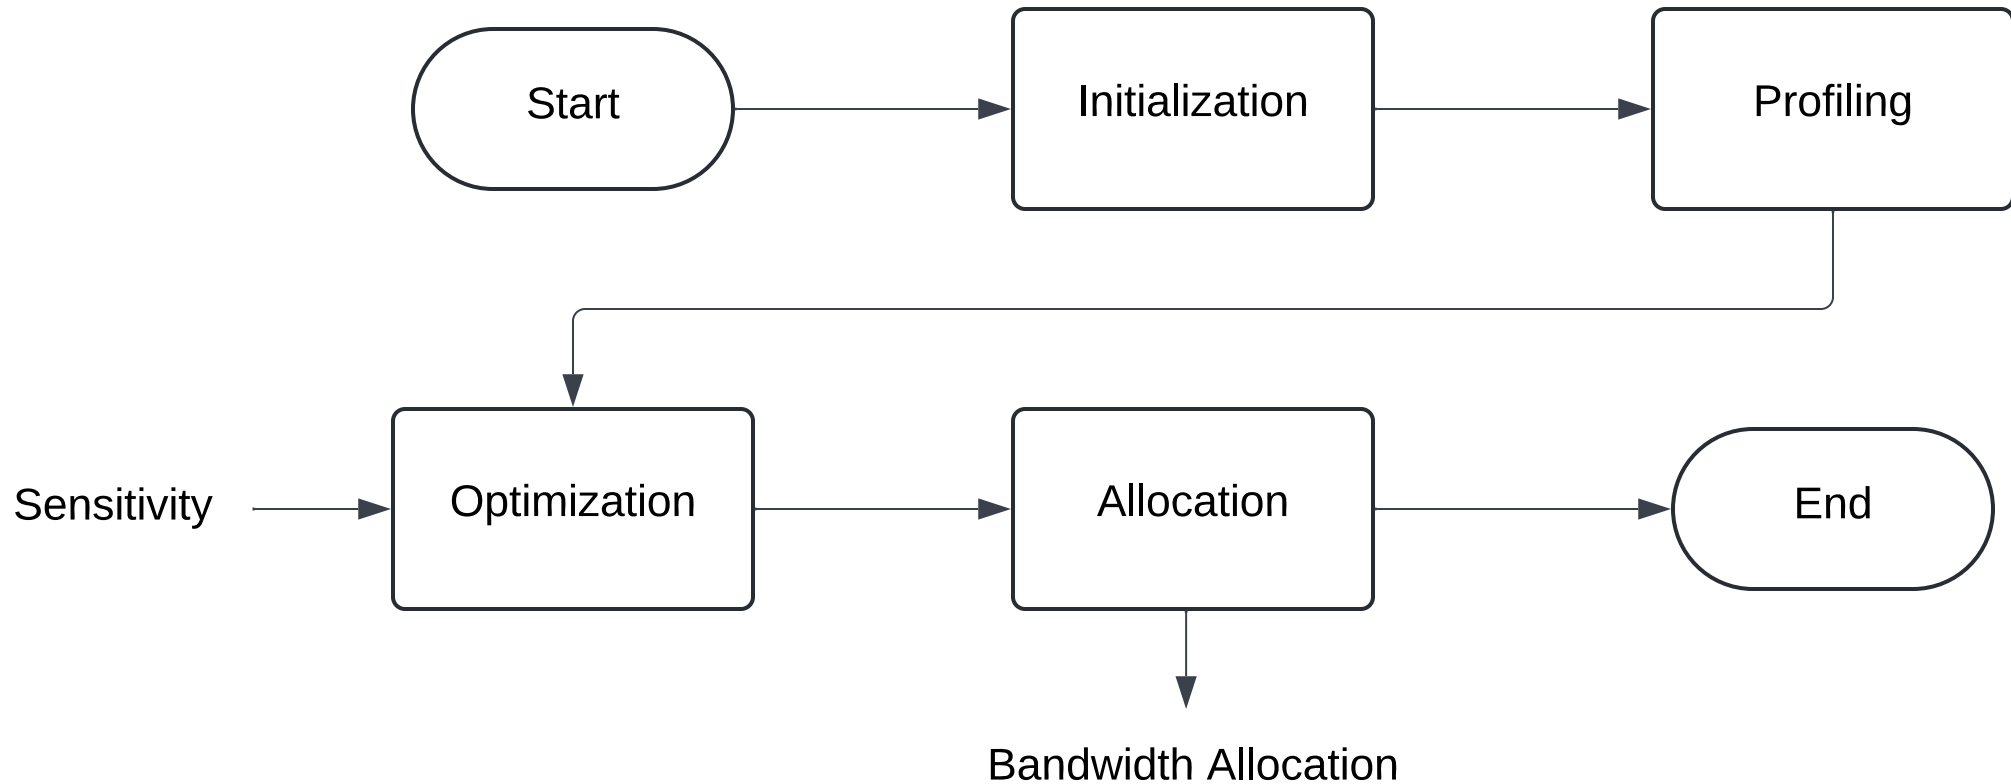 Start
Initialization
Profiling
Sensitivity
Optimization
Allocation
End
Bandwidth Allocation